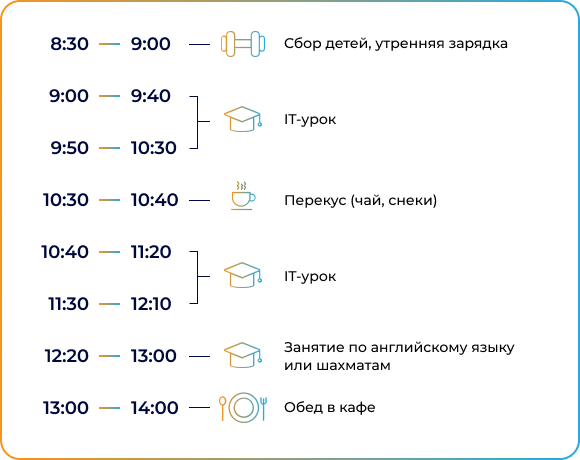 8:30 — 9:00 — Сбор детей, утренняя зарядка
9:00 — 9:40
IT-урок
9:50 — 10:30
10:30 — 10:40 — Перекус (чай, снеки)
10:40 — 11:20
IT-урок
11:30 — 12:10
12:20 — 13:00 — Занятие по английскому языку
или шахматам
13:00 — 14:00 — Обед в кафе